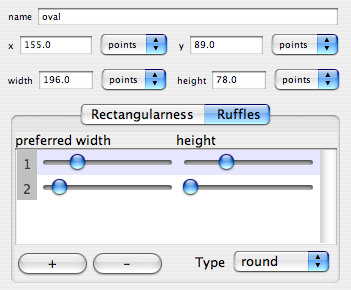 name oval
x 155.0 points y 89.0 points
width 196.0 points height 78.0 points
Rectangularness Ruffles
preferred width height
1
2
+ - Type round